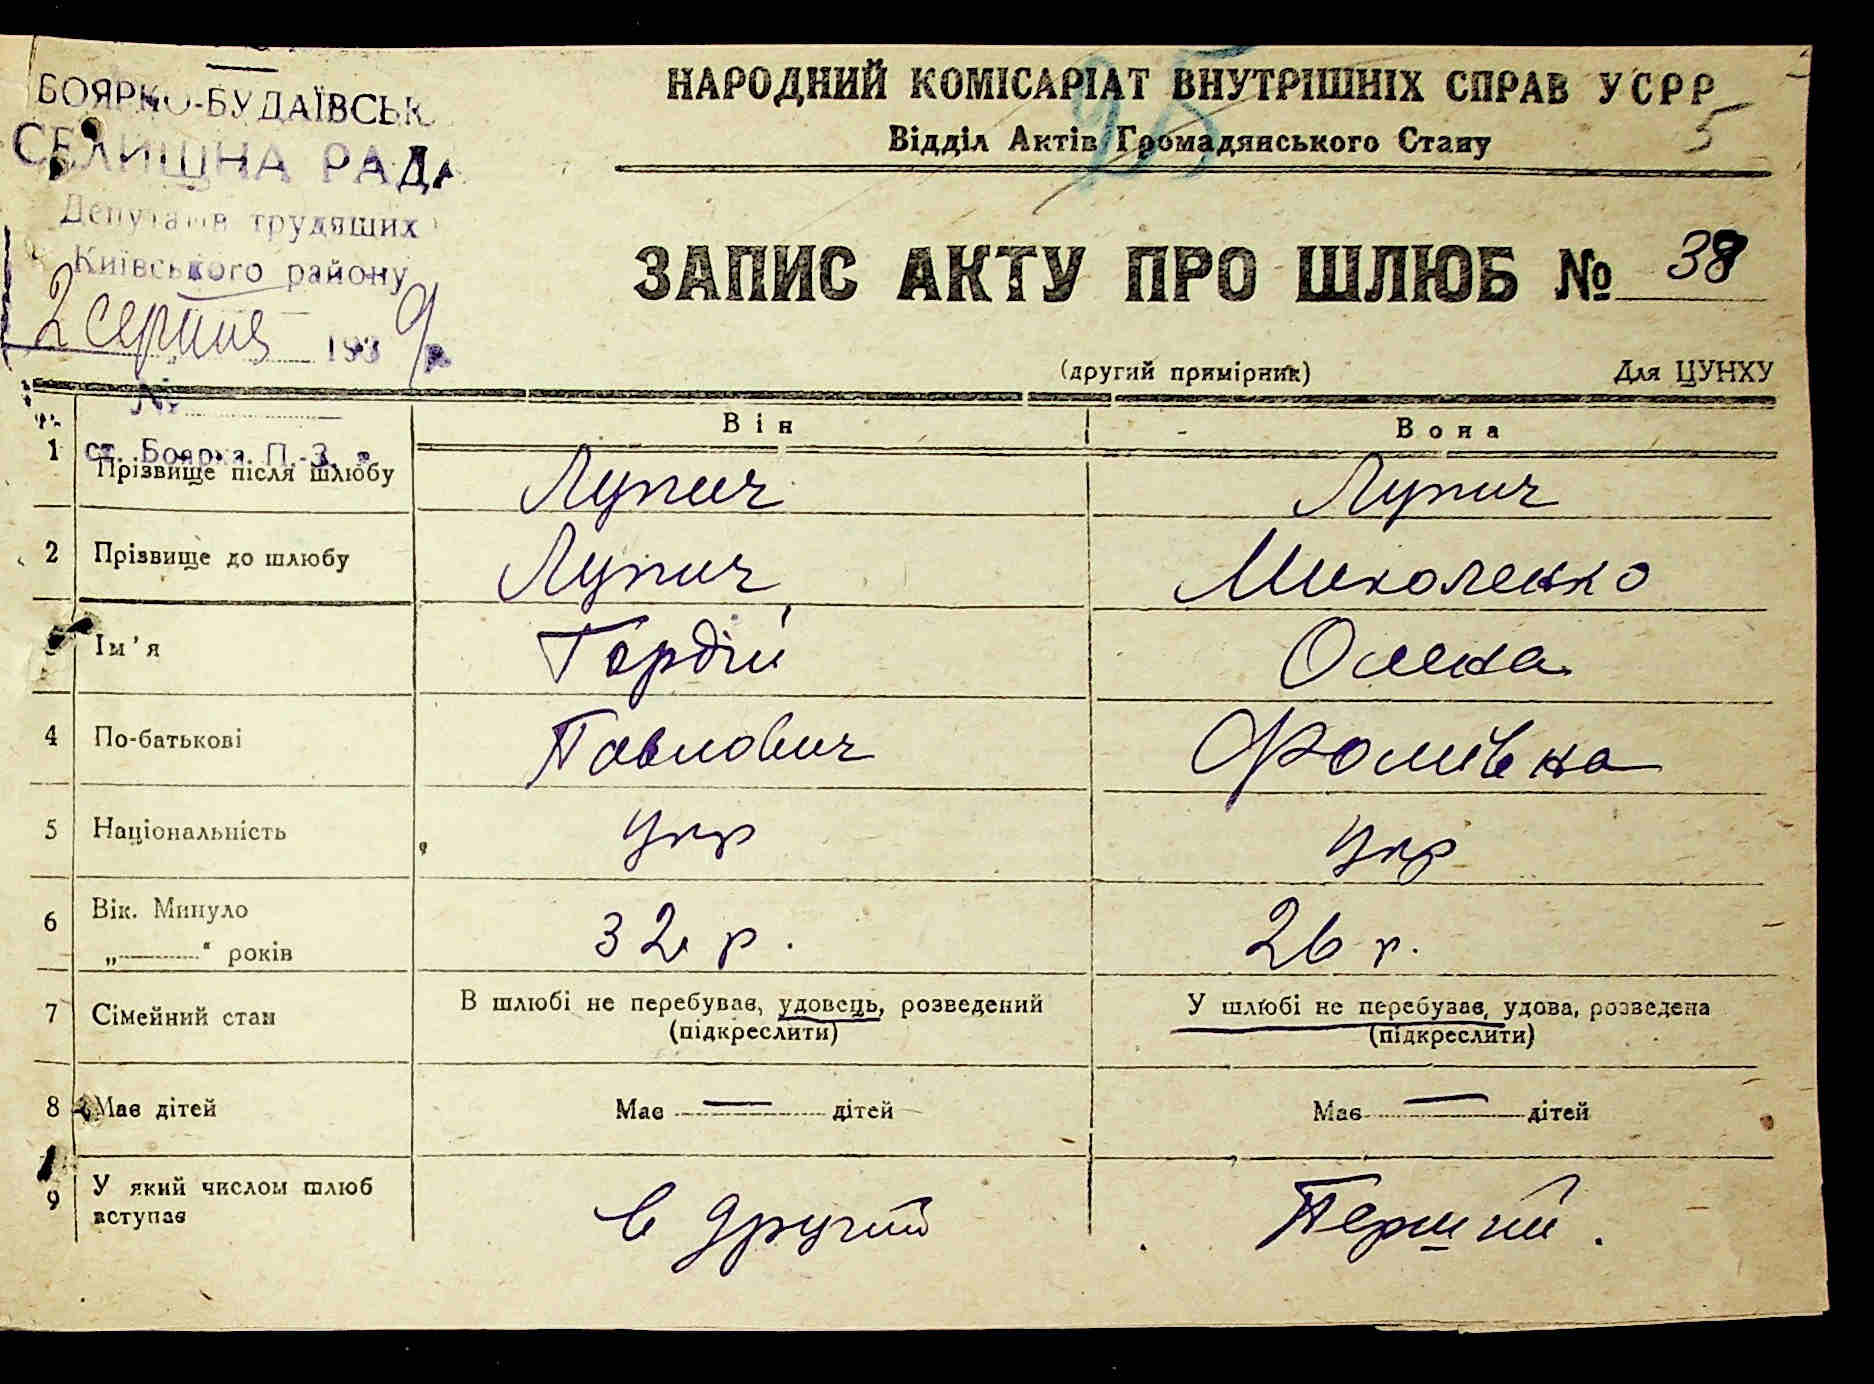 БОЯРКО-БУДАЇВСЬК
СЕЛИЩНА РАДА
Депутатів трудящих
Київського району
2 серпня 1939 р.
№
ст. Боярка П.-З.
25
5
НАРОДНИЙ КОМІСАРІАТ ВНУТРІШНІХ СПРАВ УСРР
Відділ Актів Громадянського Стану
ЗАПИС АКТУ ПРО ШЛЮБ № 38
(другий примірник) Для ЦУНХУ
Він Вона
1 Прізвище після шлюбу Лупич Лупич
2 Прізвище до шлюбу Лупич Миколенко
Ім'я Гордій Олена
4 По-батькові Павлович Фоміївна
5 Національність Укр Укр
6 Вік. Минуло
„ “ років 32 р. 26 р.
7 Сімейний стан В шлюбі не перебував, удовець, розведений У шлюбі не перебував, удова, розведена
(підкреслити) (підкреслити)
8 Має дітей Має — дітей Має — дітей
9 У який числом шлюб
вступає в другий Перший.